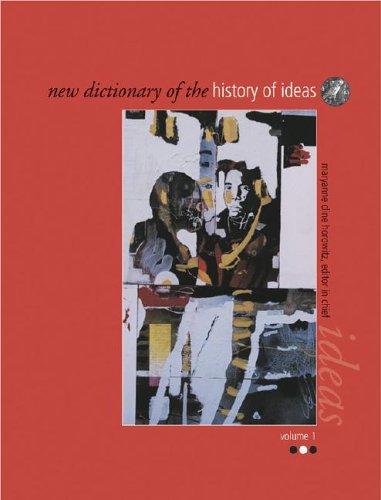 new dictionary of the history of ideas
maryanne cline horowitz, editor in chief
ideas
volume 1